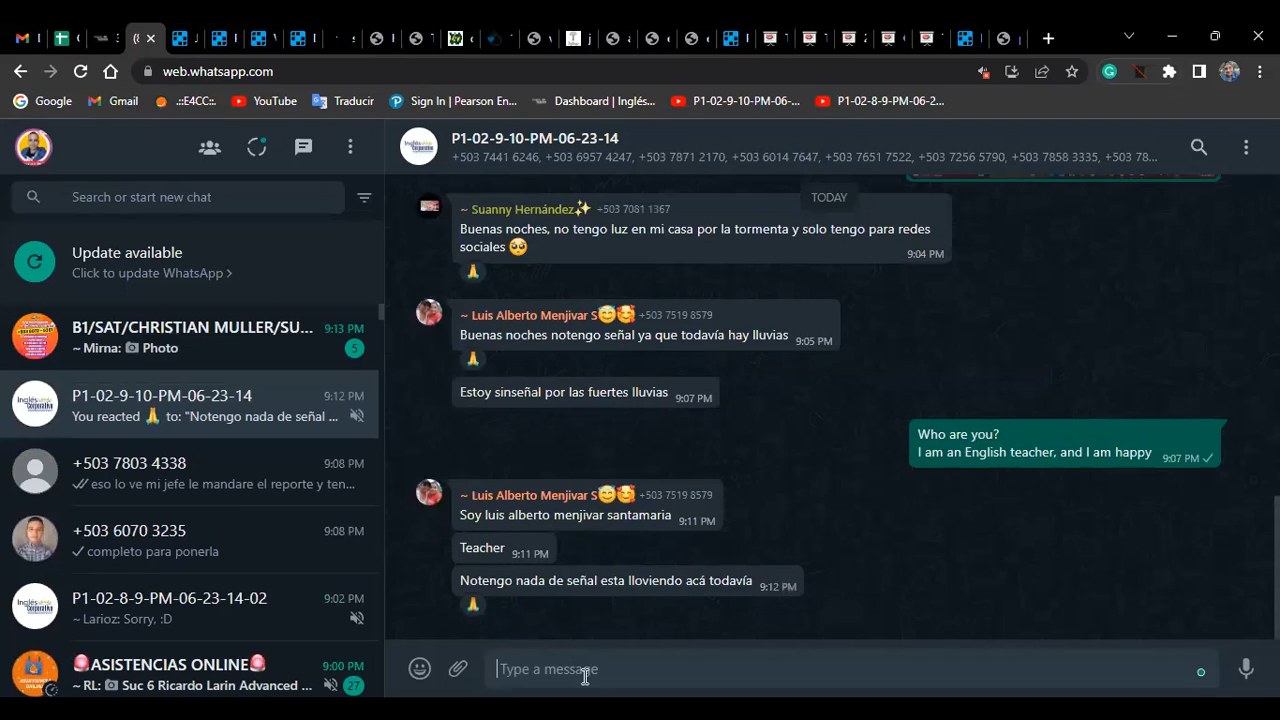 web.whatsapp.com
Google
Gmail
.::E4CC:.
YouTube
Traducir
Sign In | Pearson En...
Dashboard | Inglés...
P1-02-9-10-PM-06-...
P1-02-8-9-PM-06-2...
Search or start new chat
Update available
Click to update WhatsApp
B1/SAT/CHRISTIAN MULLER/SU... 9:13 PM
~ Mirna: Photo 5
P1-02-9-10-PM-06-23-14 9:12 PM
You reacted 🙏 to: "Notengo nada de señal ...
+503 7803 4338 9:08 PM
eso lo ve mi jefe le mandare el reporte y ten...
+503 6070 3235 9:08 PM
completo para ponerla
P1-02-8-9-PM-06-23-14-02 9:02 PM
~ Larioz: Sorry, :D
🚨ASISTENCIAS ONLINE🚨 9:00 PM
~ RL: Suc 6 Ricardo Larin Advanced ... 27
P1-02-9-10-PM-06-23-14
+503 7441 6246, +503 6957 4247, +503 7871 2170, +503 6014 7647, +503 7651 7522, +503 7256 5790, +503 7858 3335, +503 78...
TODAY
~ Suanny Hernández✨ +503 7081 1367
Buenas noches, no tengo luz en mi casa por la tormenta y solo tengo para redes
sociales 🥺 9:04 PM
🙏
~ Luis Alberto Menjivar S😇🥰 +503 7519 8579
Buenas noches notengo señal ya que todavía hay lluvias 9:05 PM
🙏
Estoy sinseñal por las fuertes lluvias 9:07 PM
Who are you?
I am an English teacher, and I am happy 9:07 PM
~ Luis Alberto Menjivar S😇🥰 +503 7519 8579
Soy luis alberto menjivar santamaria 9:11 PM
Teacher 9:11 PM
Notengo nada de señal esta lloviendo acá todavía 9:12 PM
🙏
Type a message